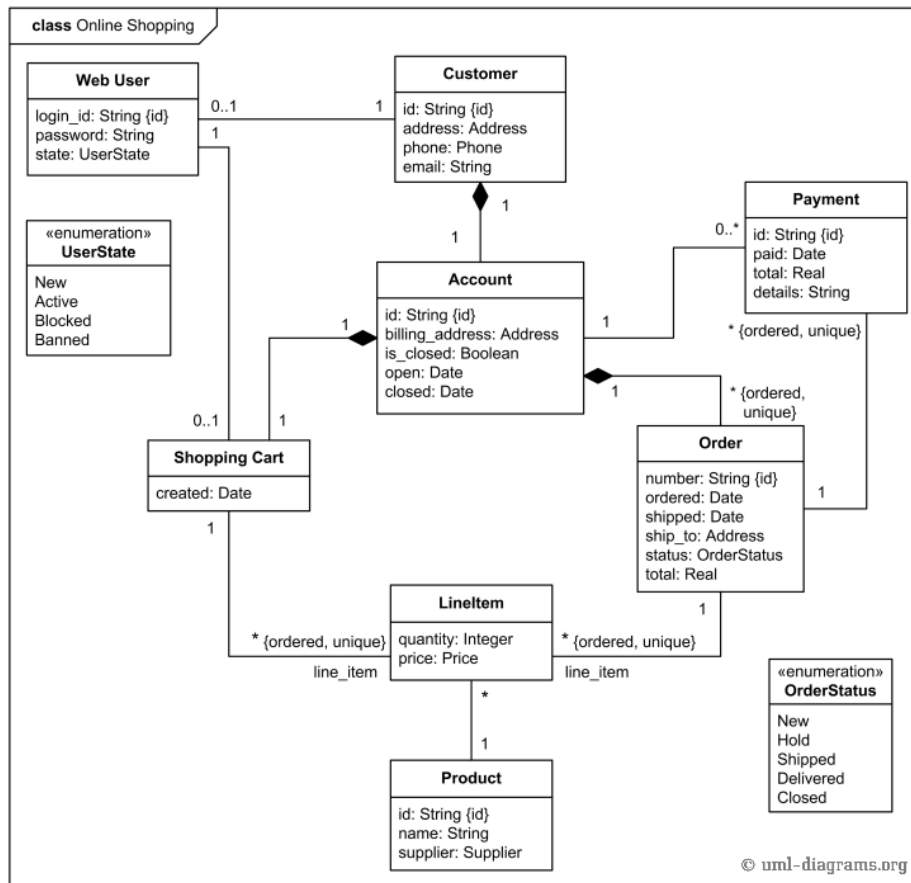 class Online Shopping
Web User
login_id: String {id}
password: String
state: UserState
0..1
1
1
Customer
id: String {id}
address: Address
phone: Phone
email: String
1
1
«enumeration»
UserState
New
Active
Blocked
Banned
Payment
id: String {id}
paid: Date
total: Real
details: String
0..*
1
* {ordered, unique}
Account
id: String {id}
billing_address: Address
is_closed: Boolean
open: Date
closed: Date
1
1
0..1
1
* {ordered,
unique}
Shopping Cart
created: Date
1
Order
number: String {id}
ordered: Date
shipped: Date
ship_to: Address
status: OrderStatus
total: Real
1
1
LineItem
quantity: Integer
price: Price
* {ordered, unique}
line_item
* {ordered, unique}
line_item
*
1
«enumeration»
OrderStatus
New
Hold
Shipped
Delivered
Closed
Product
id: String {id}
name: String
supplier: Supplier
© uml-diagrams.org